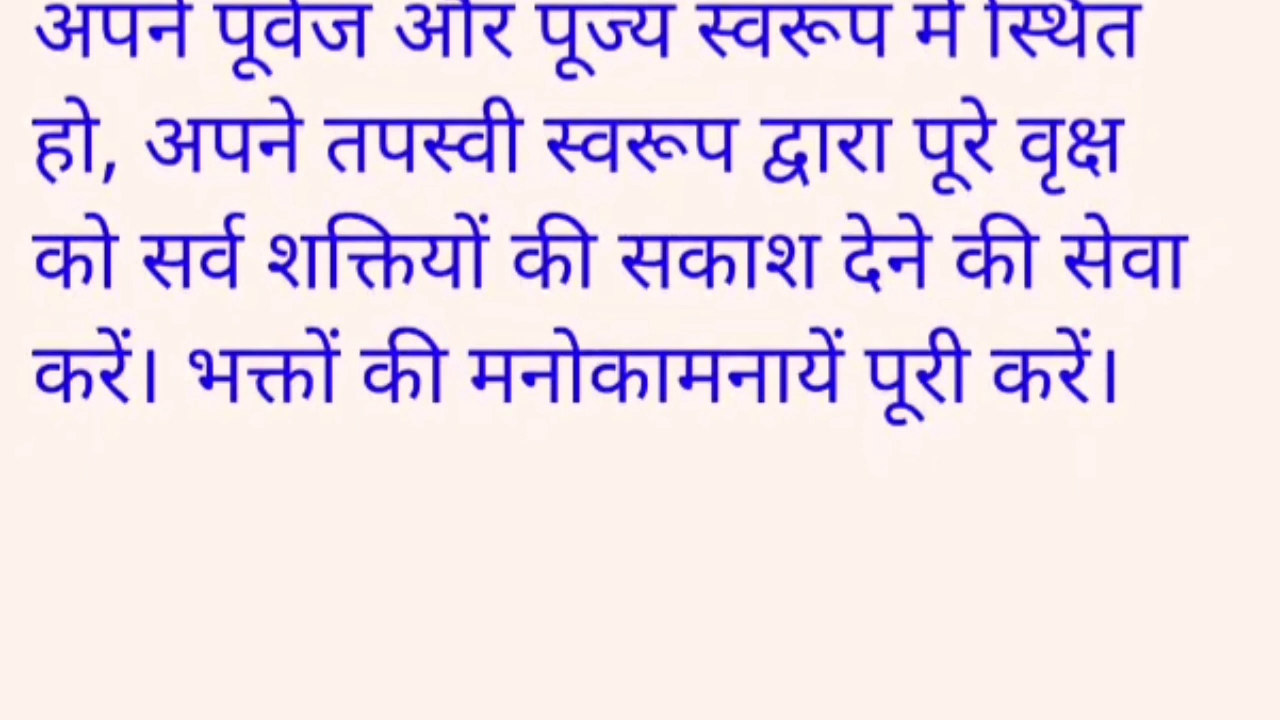 अपने पूर्वज और पूज्य स्वरूप में स्थित
हो, अपने तपस्वी स्वरूप द्वारा पूरे वृक्ष
को सर्व शक्तियों की सकाश देने की सेवा
करें। भक्तों की मनोकामनायें पूरी करें।